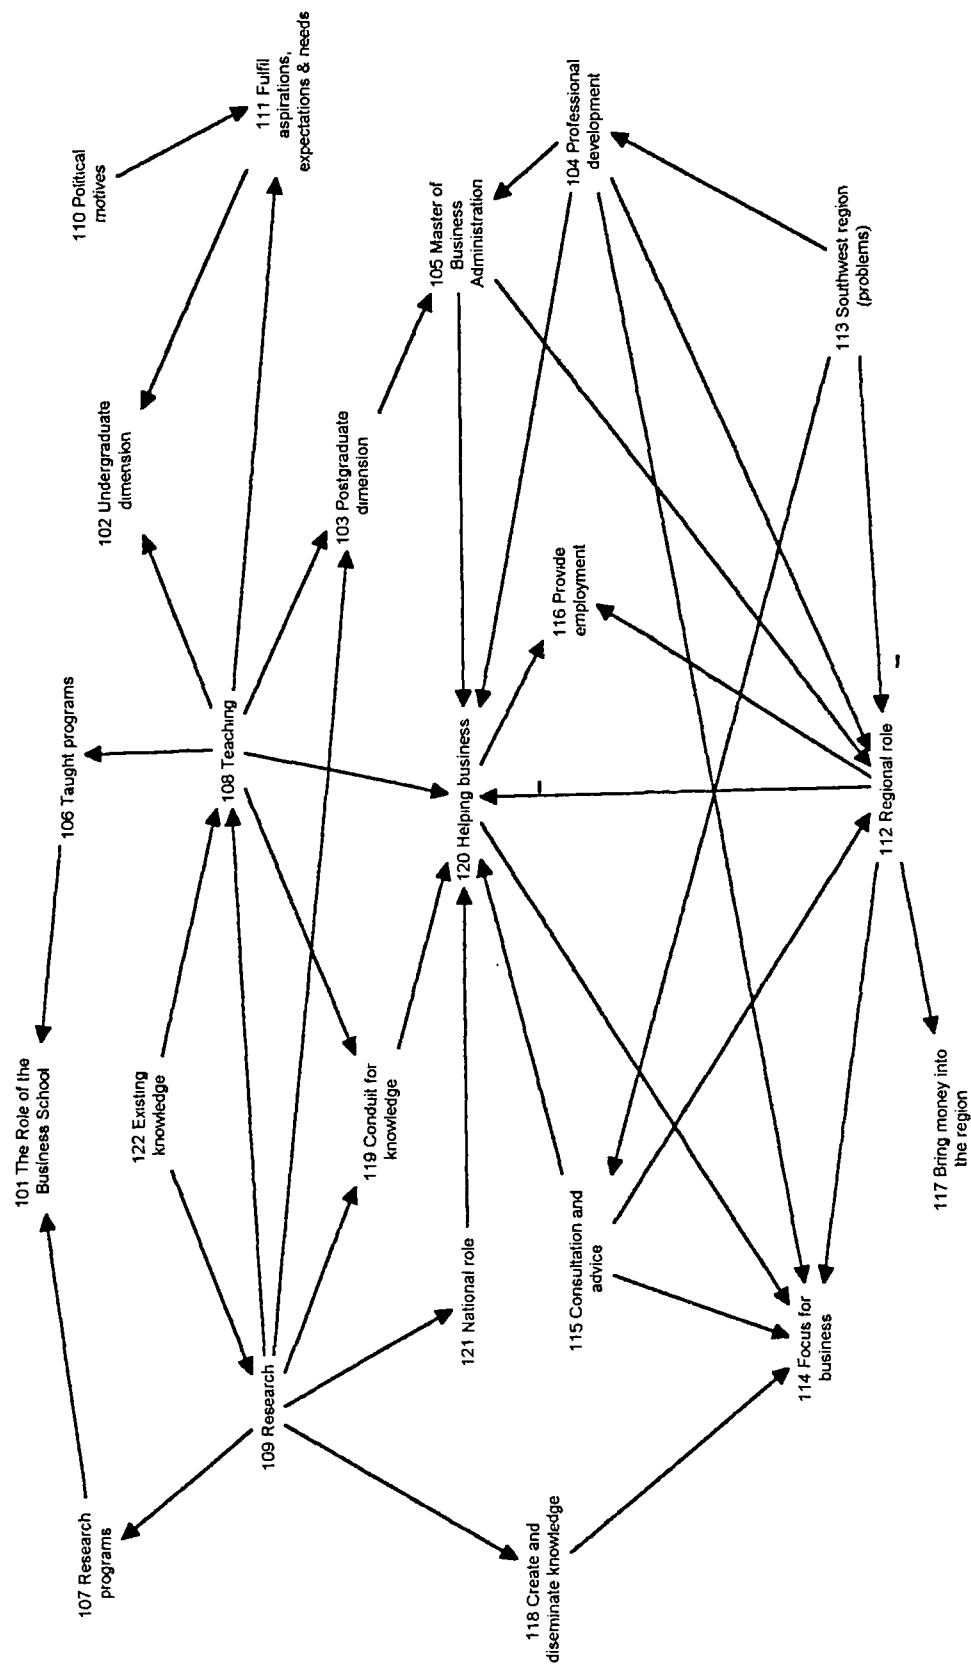 101 The Role of the
Business School
107 Research
programs
106 Taught programs
110 Political
motives
122 Existing
knowledge
102 Undergraduate
dimension
109 Research
108 Teaching
111 Fulfil
aspirations,
expectations & needs
119 Conduit for
knowledge
103 Postgraduate
dimension
121 National role
120 Helping business
105 Master of
Business
Administration
118 Create and
diseminate knowledge
115 Consultation and
advice
116 Provide
employment
104 Professional
development
114 Focus for
business
112 Regional role
113 Southwest region
(problems)
117 Bring money into
the region